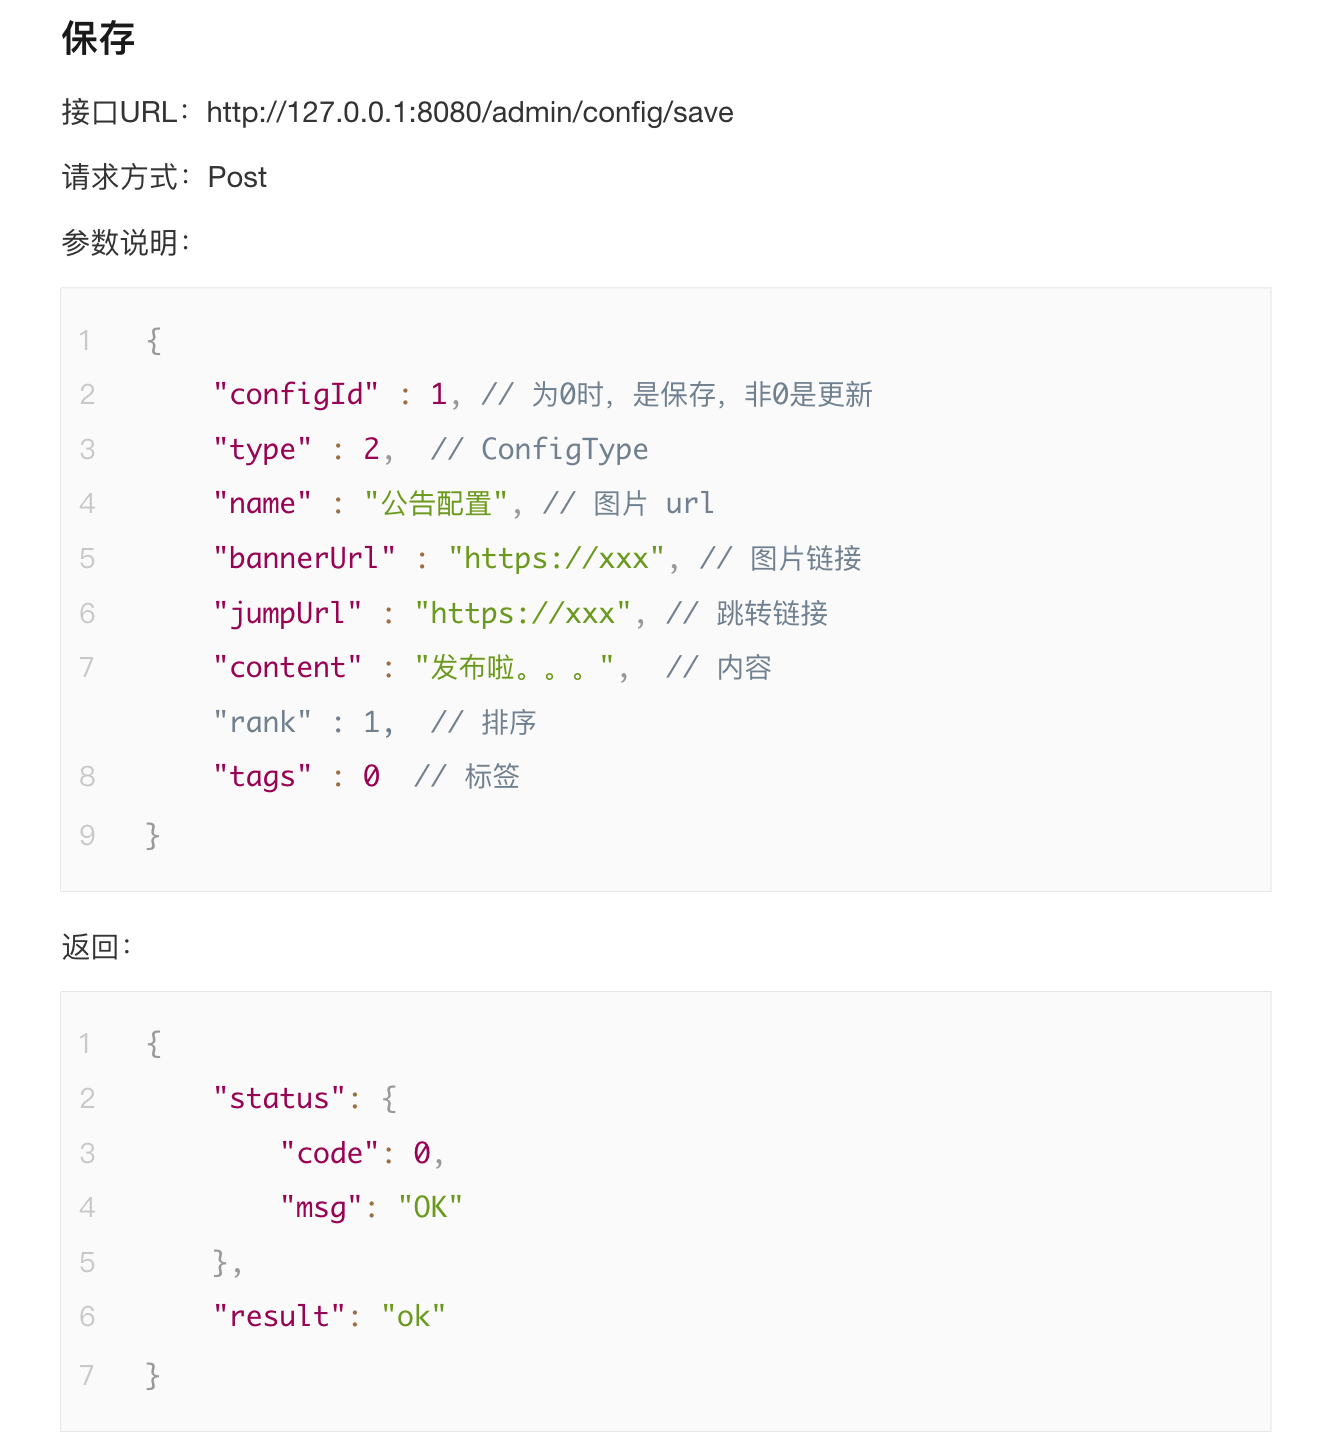 保存
接口URL：http://127.0.0.1:8080/admin/config/save
请求方式：Post
参数说明：
1 {
2 "configId" : 1, // 为0时，是保存，非0是更新
3 "type" : 2,  // ConfigType
4 "name" : "公告配置", // 图片 url
5 "bannerUrl" : "https://xxx", // 图片链接
6 "jumpUrl" : "https://xxx", // 跳转链接
7 "content" : "发布啦。。。",  // 内容
"rank" : 1,  // 排序
8 "tags" : 0  // 标签
9 }
返回：
1 {
2 "status": {
3 "code": 0,
4 "msg": "OK"
5 },
6 "result": "ok"
7 }